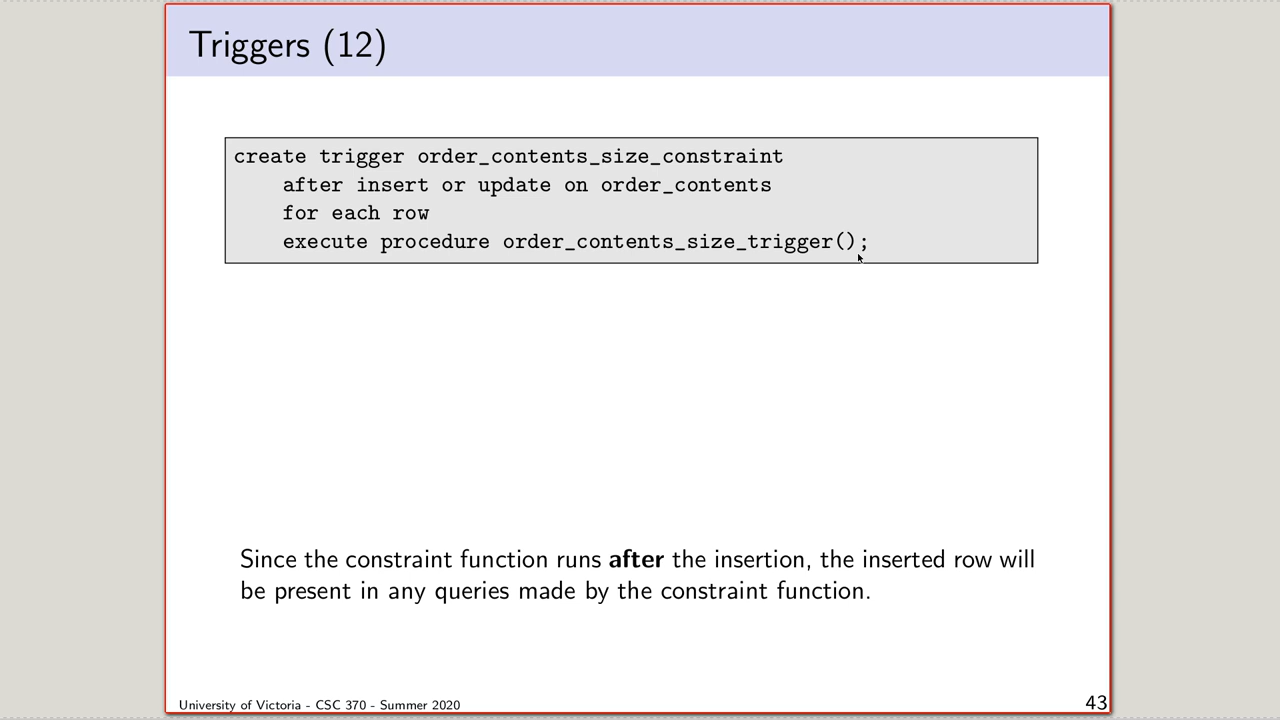 Triggers (12)
create trigger order_contents_size_constraint
    after insert or update on order_contents
    for each row
    execute procedure order_contents_size_trigger();
Since the constraint function runs after the insertion, the inserted row will
be present in any queries made by the constraint function.
University of Victoria - CSC 370 - Summer 2020
43